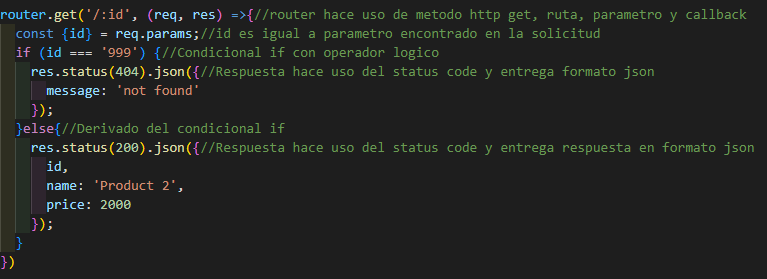 router.get('/:id', (req, res) =>{//router hace uso de metodo http get, ruta, parametro y callback
  const {id} = req.params;//id es igual a parametro encontrado en la solicitud
  if (id === '999') {//Condicional if con operador logico
    res.status(404).json({//Respuesta hace uso del status code y entrega formato json
      message: 'not found'
    });
  }else{//Derivado del condicional if
    res.status(200).json({//Respuesta hace uso del status code y entrega respuesta en formato json
      id,
      name: 'Product 2',
      price: 2000
    });
  }
})